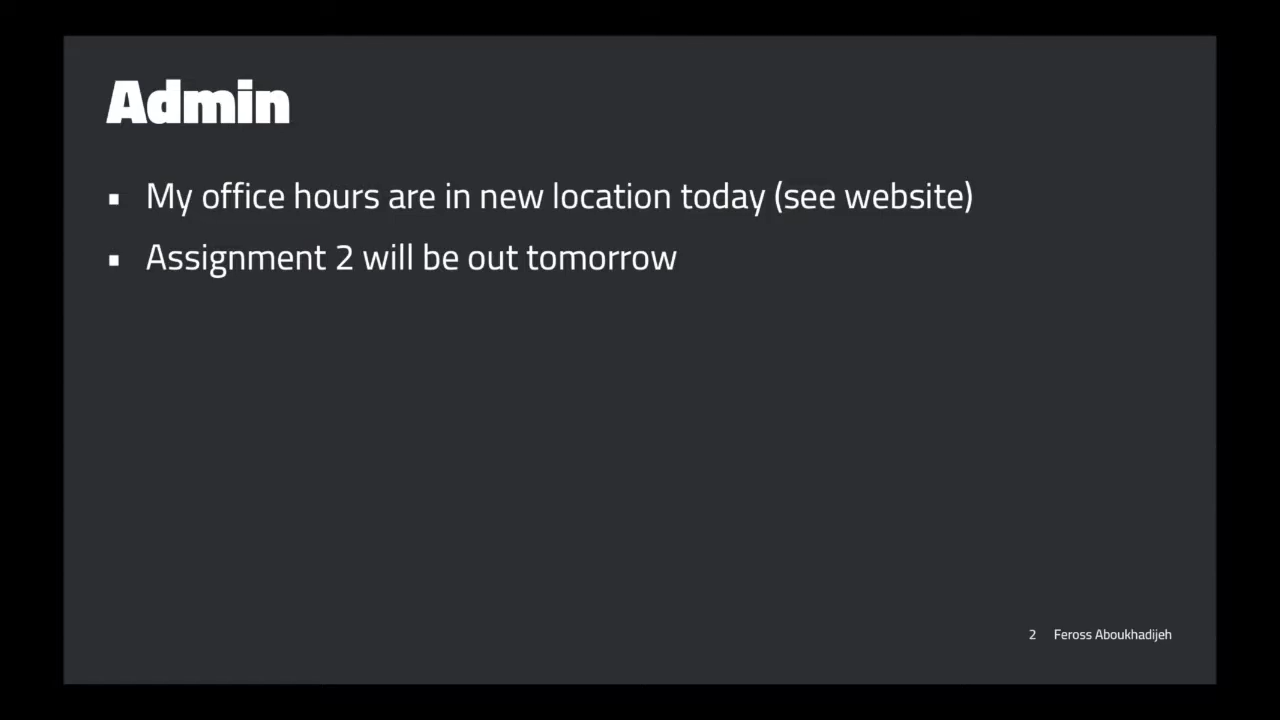 Admin
▪ My office hours are in new location today (see website)
▪ Assignment 2 will be out tomorrow
2 Feross Aboukhadijeh